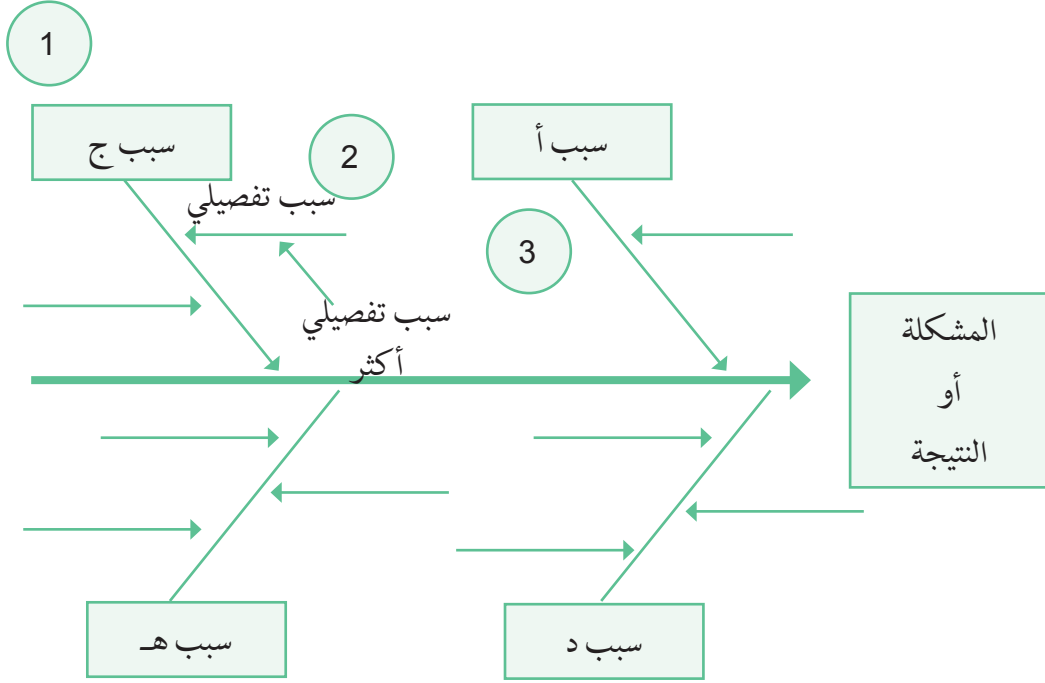 1
سبب أ
سبب ج
2
سبب تفصيلي
3
سبب تفصيلي
أكثر
المشكلة
أو
النتيجة
سبب د
سبب هـ